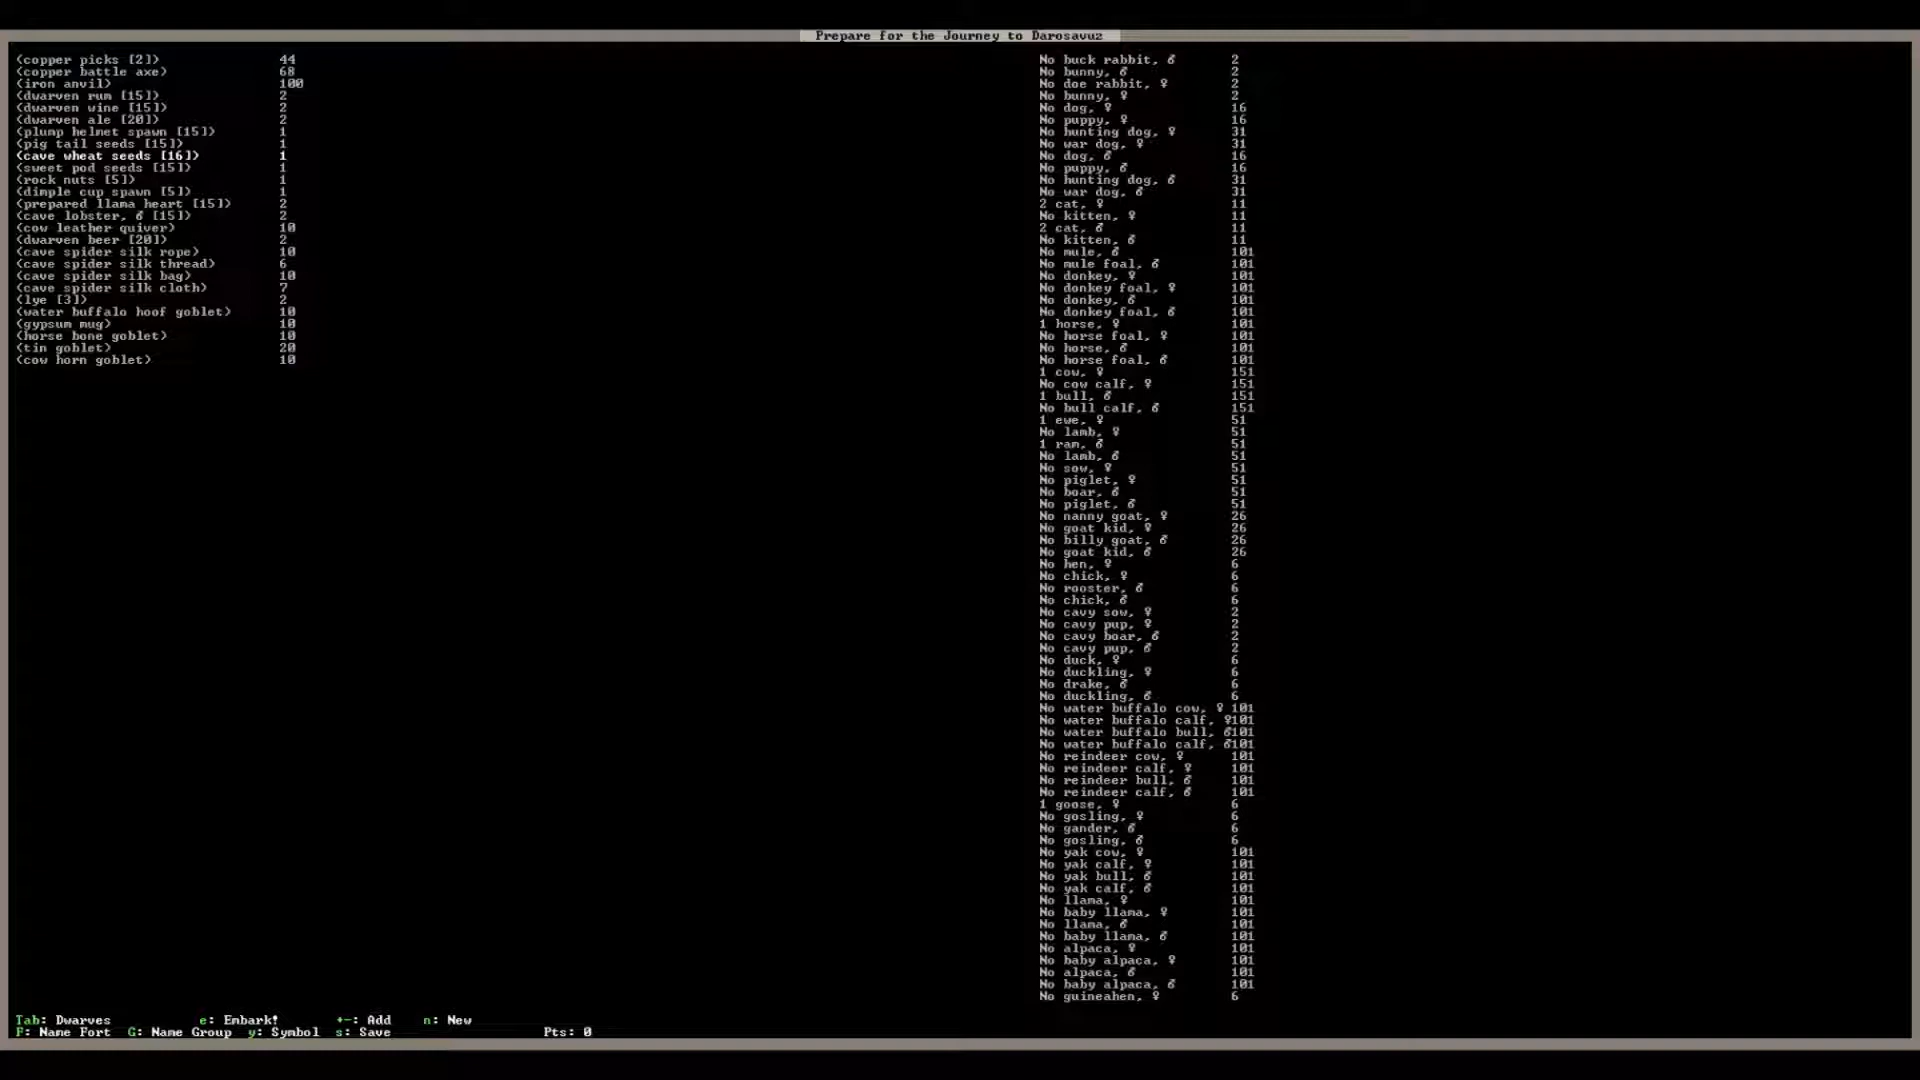 Prepare for the Journey to Darosavuz
(copper picks [2]) 44
(copper battle axe) 68
(iron anvil) 100
(dwarven rum [15]) 2
(dwarven wine [15]) 2
(dwarven ale [20]) 2
(plump helmet spawn [15]) 1
(pig tail seeds [15]) 1
(cave wheat seeds [16]) 1
(sweet pod seeds [15]) 1
(rock nuts [5]) 1
(dimple cup spawn [5]) 1
(prepared llama heart [15]) 2
(cave lobster, ♂ [15]) 2
(cow leather quiver) 10
(dwarven beer [20]) 2
(cave spider silk rope) 10
(cave spider silk thread) 6
(cave spider silk bag) 10
(cave spider silk cloth) 7
(lye [3]) 2
(water buffalo hoof goblet) 10
(gypsum mug) 10
(horse bone goblet) 10
(tin goblet) 20
(cow horn goblet) 10
No buck rabbit, ♂ 2
No bunny, ♂ 2
No doe rabbit, ♀ 2
No bunny, ♀ 2
No dog, ♀ 16
No puppy, ♀ 16
No hunting dog, ♀ 31
No war dog, ♀ 31
No dog, ♂ 16
No puppy, ♂ 16
No hunting dog, ♂ 31
No war dog, ♂ 31
2 cat, ♀ 11
No kitten, ♀ 11
2 cat, ♂ 11
No kitten, ♂ 11
No mule, ♂ 101
No mule foal, ♂ 101
No donkey, ♀ 101
No donkey foal, ♀ 101
No donkey, ♂ 101
No donkey foal, ♂ 101
1 horse, ♀ 101
No horse foal, ♀ 101
No horse, ♂ 101
No horse foal, ♂ 101
1 cow, ♀ 151
No cow calf, ♀ 151
1 bull, ♂ 151
No bull calf, ♂ 151
1 ewe, ♀ 51
No lamb, ♀ 51
1 ram, ♂ 51
No lamb, ♂ 51
No sow, ♀ 51
No piglet, ♀ 51
No boar, ♂ 51
No piglet, ♂ 51
No nanny goat, ♀ 26
No goat kid, ♀ 26
No billy goat, ♂ 26
No goat kid, ♂ 26
No hen, ♀ 6
No chick, ♀ 6
No rooster, ♂ 6
No chick, ♂ 6
No cavy sow, ♀ 2
No cavy pup, ♀ 2
No cavy boar, ♂ 2
No cavy pup, ♂ 2
No duck, ♀ 6
No duckling, ♀ 6
No drake, ♂ 6
No duckling, ♂ 6
No water buffalo cow, ♀ 101
No water buffalo calf, ♀101
No water buffalo bull, ♂101
No water buffalo calf, ♂101
No reindeer cow, ♀ 101
No reindeer calf, ♀ 101
No reindeer bull, ♂ 101
No reindeer calf, ♂ 101
1 goose, ♀ 6
No gosling, ♀ 6
No gander, ♂ 6
No gosling, ♂ 6
No yak cow, ♀ 101
No yak calf, ♀ 101
No yak bull, ♂ 101
No yak calf, ♂ 101
No llama, ♀ 101
No baby llama, ♀ 101
No llama, ♂ 101
No baby llama, ♂ 101
No alpaca, ♀ 101
No baby alpaca, ♀ 101
No alpaca, ♂ 101
No baby alpaca, ♂ 101
No guineahen, ♀ 6
Tab: Dwarves e: Embark! +-: Add n: New
F: Name Fort G: Name Group y: Symbol s: Save Pts: 0